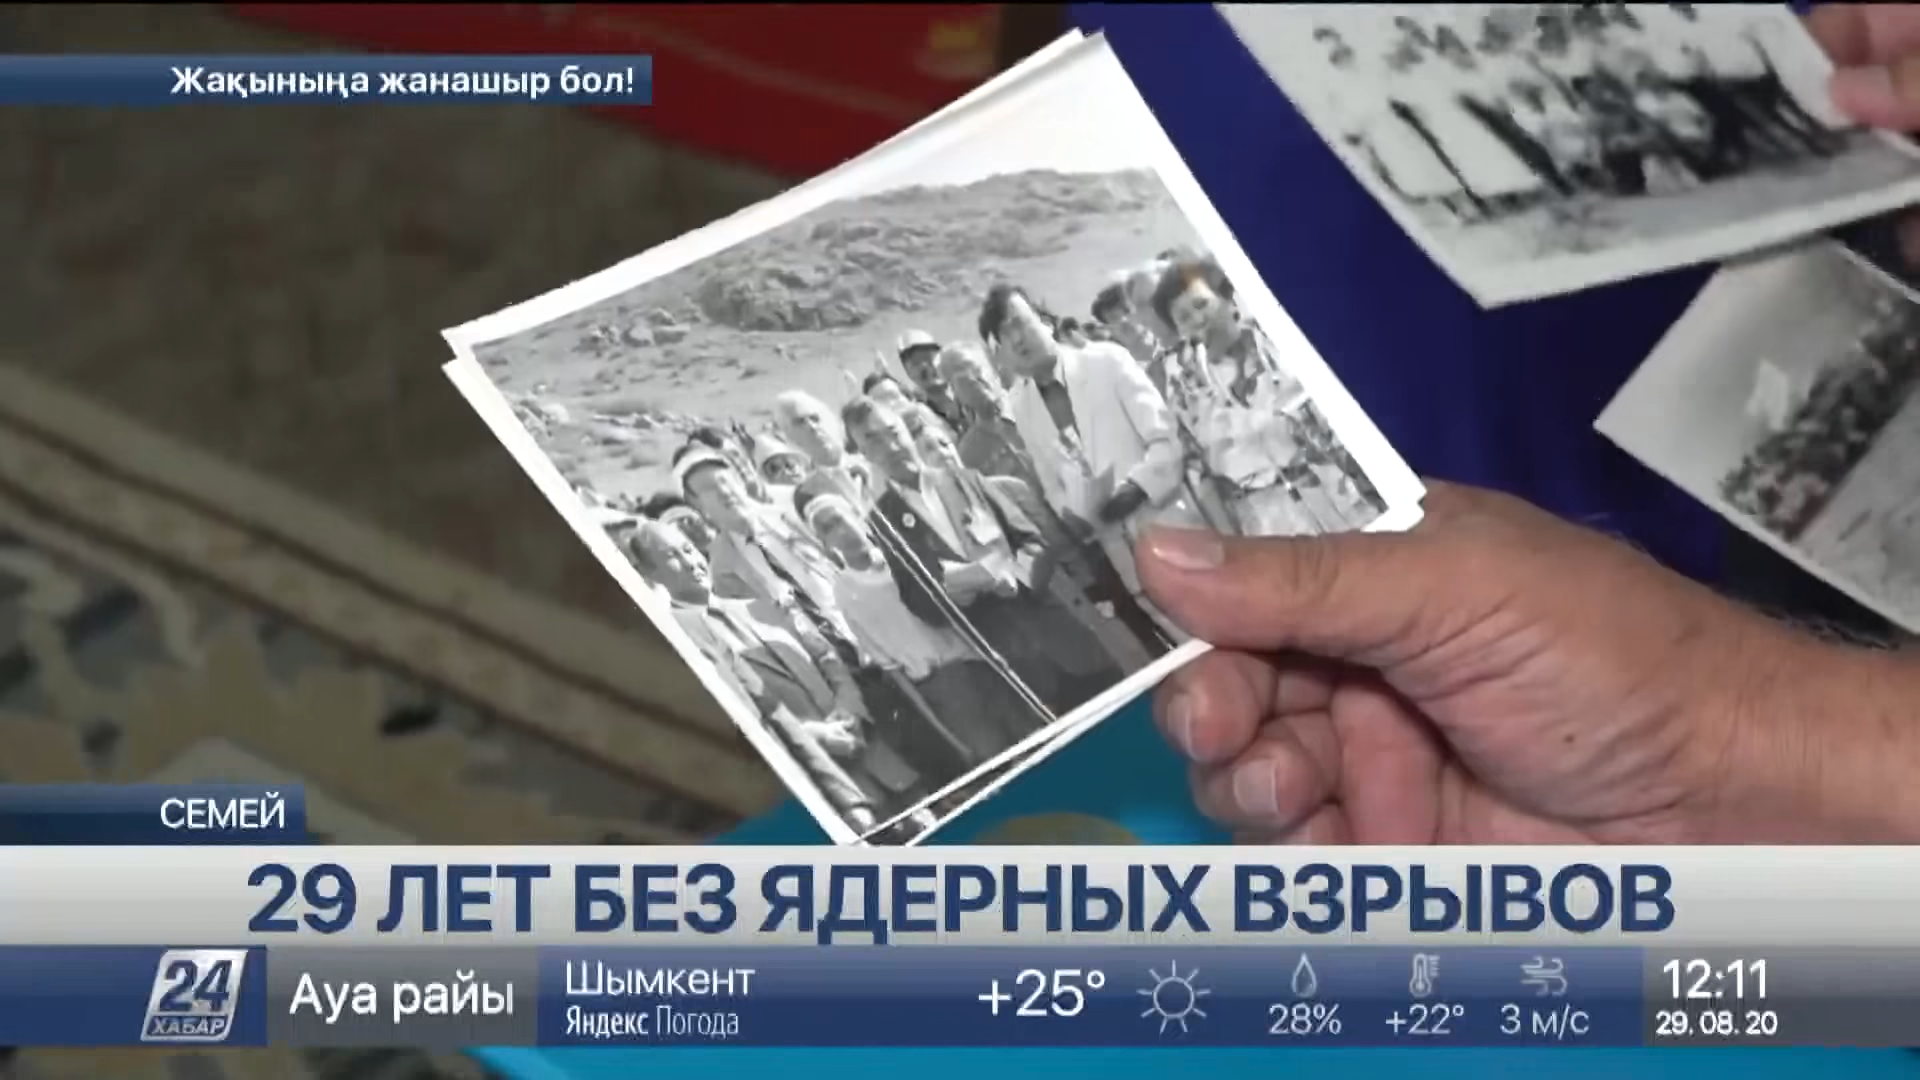 Жақыныңа жанашыр бол!
СЕМЕЙ
29 ЛЕТ БЕЗ ЯДЕРНЫХ ВЗРЫВОВ
24
ХАБАР
Ауа райы
Шымкент
Яндекс Погода
+25°
28%
+22°
3 м/с
12:11
29.08.20